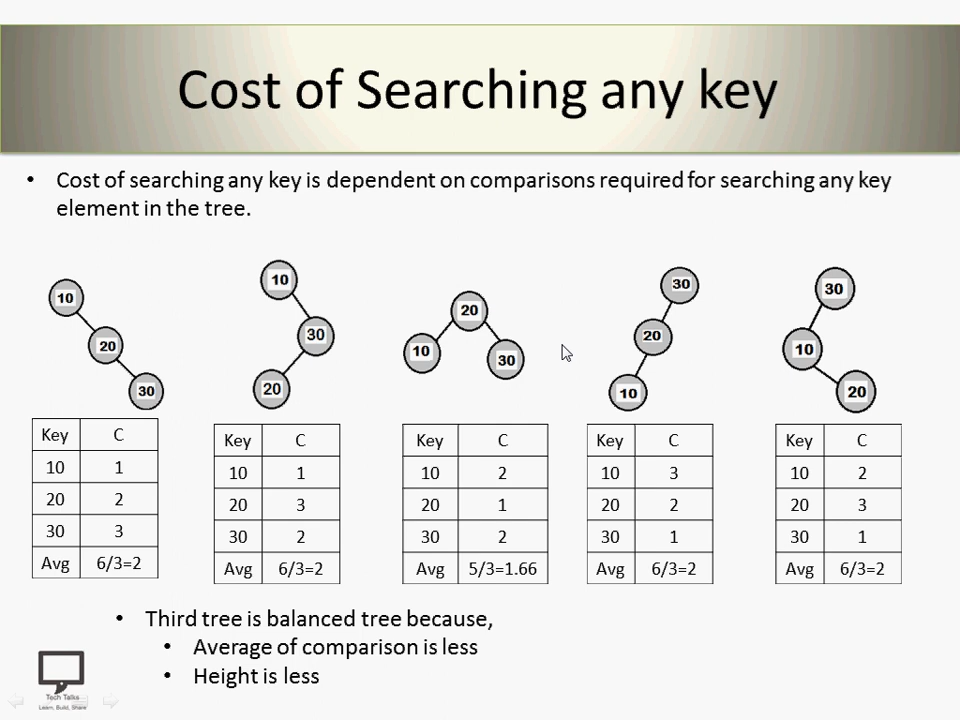 Cost of Searching any key
• Cost of searching any key is dependent on comparisons required for searching any key
element in the tree.
10
20
30
10
30
20
20
10
30
30
20
10
30
10
20
Key C
10 1
20 2
30 3
Avg 6/3=2
Key C
10 1
20 3
30 2
Avg 6/3=2
Key C
10 2
20 1
30 2
Avg 5/3=1.66
Key C
10 3
20 2
30 1
Avg 6/3=2
Key C
10 2
20 3
30 1
Avg 6/3=2
• Third tree is balanced tree because,
• Average of comparison is less
• Height is less
Tech Talks
Learn, Build, Share